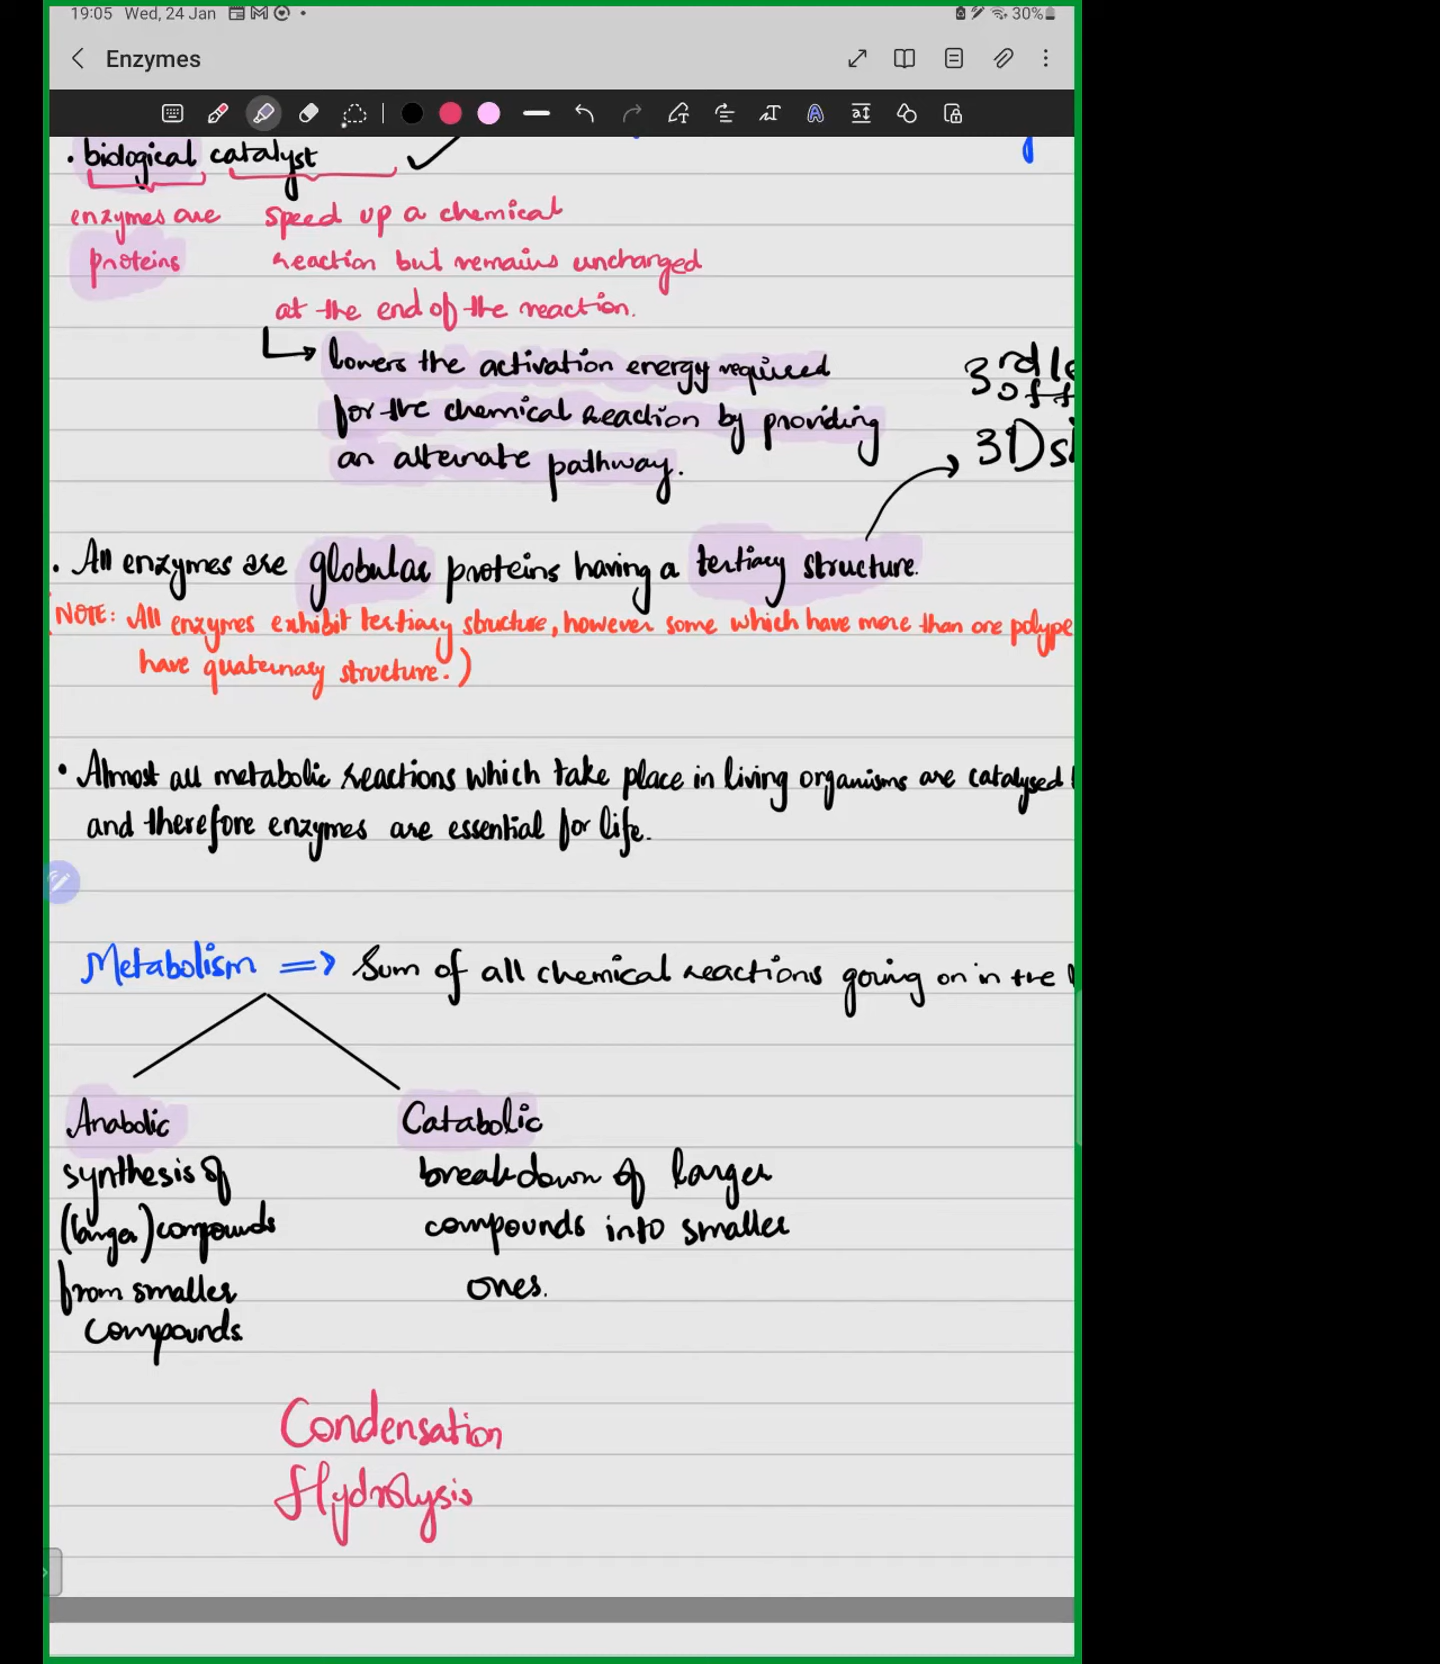 19:05 Wed, 24 Jan
30%
Enzymes
• biological catalyst
enzymes are speed up a chemical
proteins reaction but remains unchanged
at the end of the reaction.
lowers the activation energy required
for the chemical reaction by providing
an alternate pathway.
3rd le
of f
3D s
. All enzymes are globular proteins having a tertiary structure.
NOTE: All enzymes exhibit tertiary structure, however some which have more than one polype
have quaternary structure.)
• Almost all metabolic reactions which take place in living organisms are catalysed
and therefore enzymes are essential for life.
Metabolism => Sum of all chemical reactions going on in the
Anabolic
synthesis of
(larger) compounds
from smaller
compounds.
Catabolic
breakdown of larger
compounds into smaller
ones.
Condensation
Hydrolysis